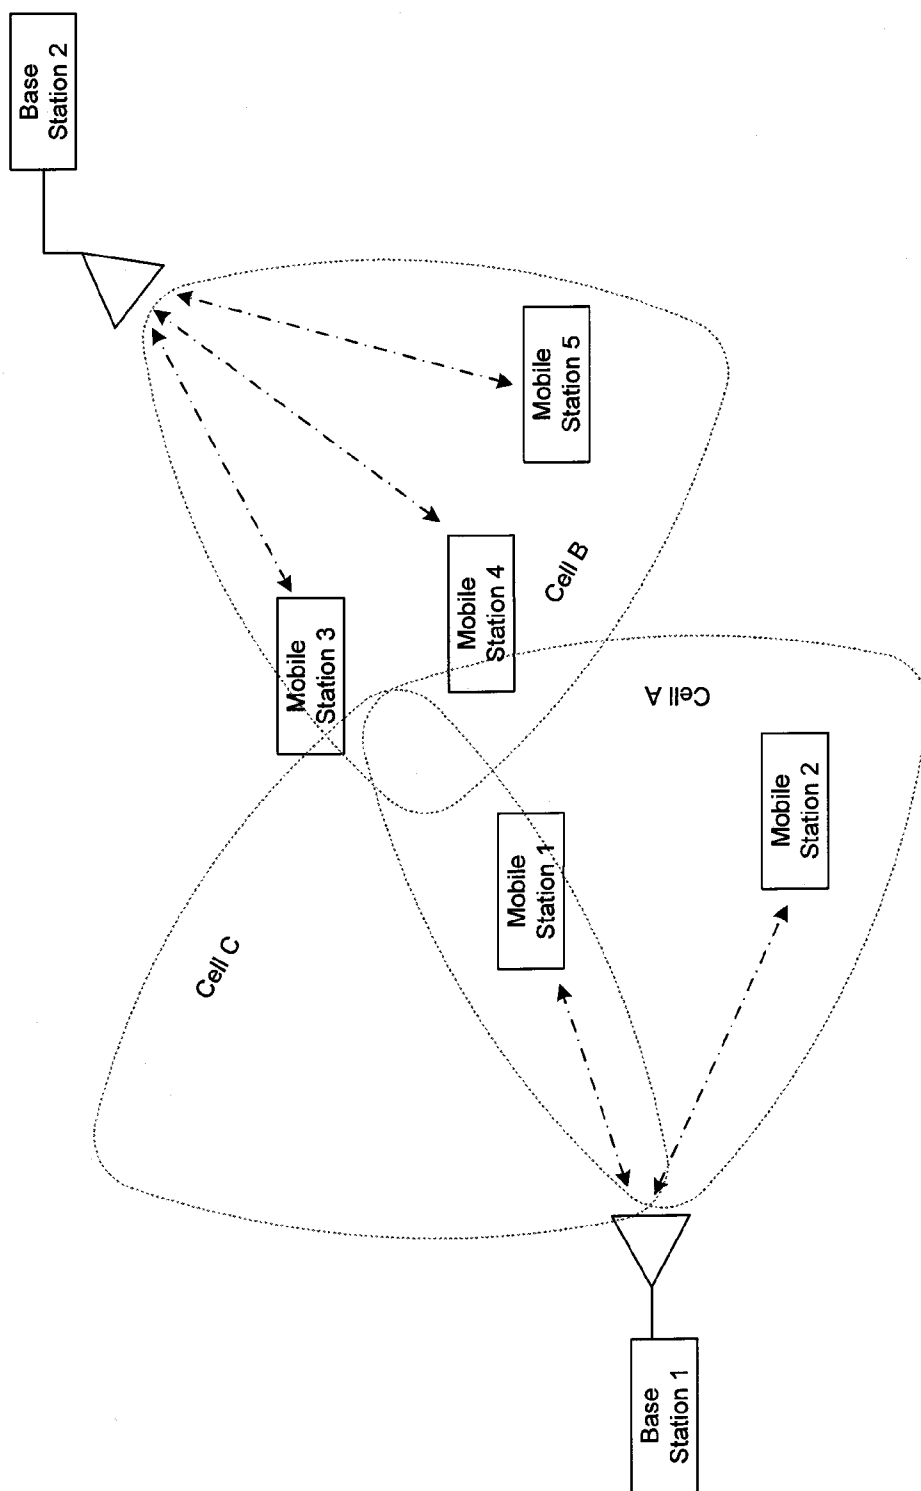 Base
Station 2
Mobile
Station 5
Mobile
Station 4
Cell B
Mobile
Station 3
Cell A
Mobile
Station 2
Mobile
Station 1
Cell C
Base
Station 1